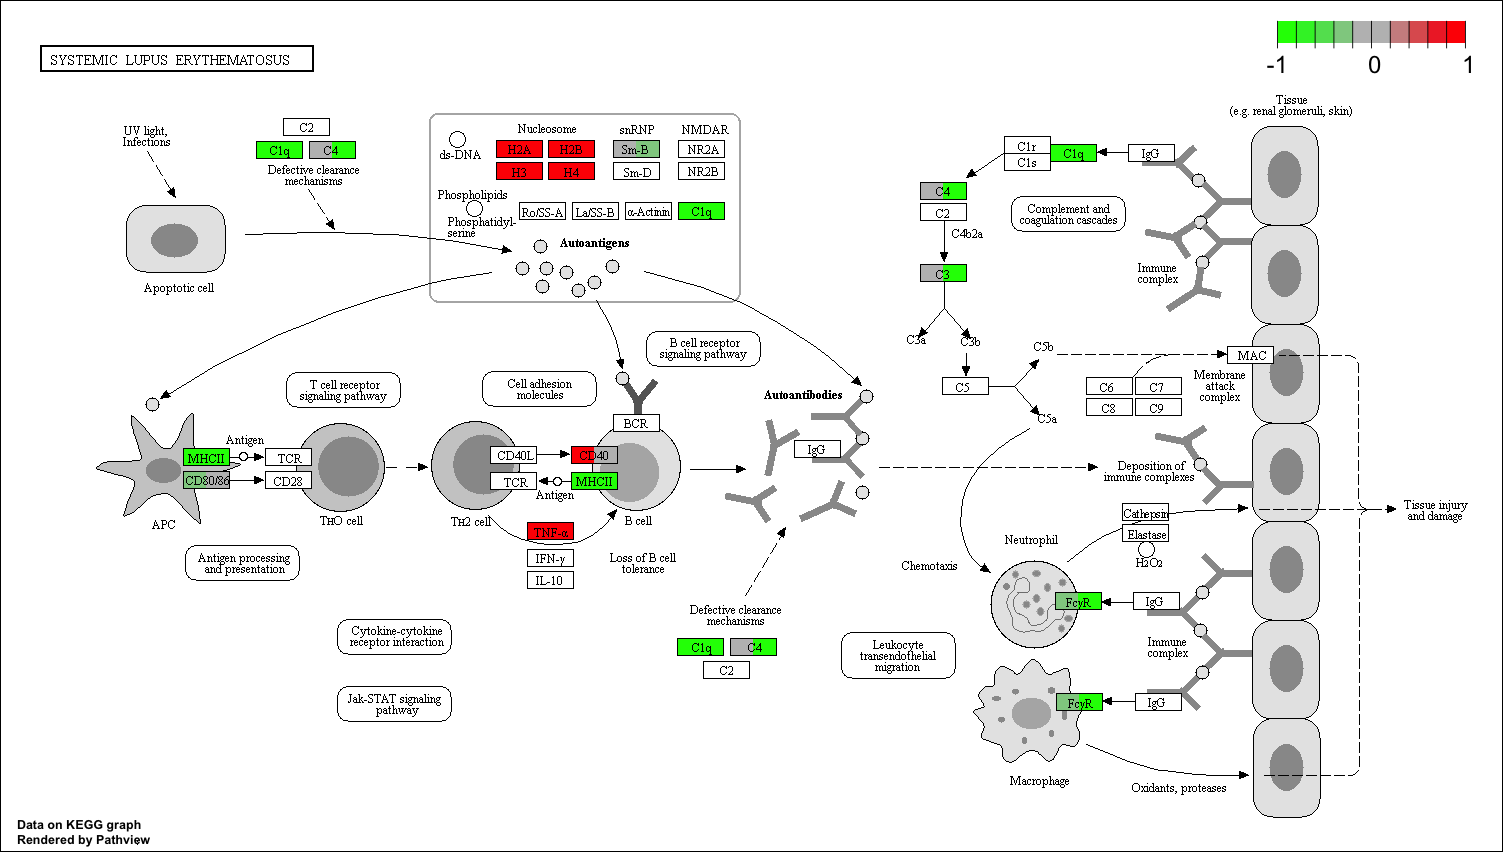 SYSTEMIC LUPUS ERYTHEMATOSUS
-1 0 1
UV light,
Infections
C2
C1q C4
Defective clearance
mechanisms
Apoptotic cell
ds-DNA
Nucleosome
H2A H2B
H3 H4
snRNP
Sm-B
Sm-D
NMDAR
NR2A
NR2B
Phospholipids
Phosphatidyl-
serine
Ro/SS-A La/SS-B α-Actinin C1q
Autoantigens
Tissue
(e.g. renal glomeruli, skin)
C1r
C1s
C1q
IgG
C4
C2
C4b2a
C3
Complement and
coagulation cascades
Immune
complex
C3a
C3b
C5
C5b
C5a
C6 C7
C8 C9
MAC
Membrane
attack
complex
B cell receptor
signaling pathway
T cell receptor
signaling pathway
Cell adhesion
molecules
BCR
Antigen
MHCII
TCR
CD80/86
CD28
APC
TH0 cell
CD40L
CD40
TCR
MHCII
Antigen
TH2 cell
B cell
TNF-α
IFN-γ
IL-10
Loss of B cell
tolerance
Antigen processing
and presentation
Autoantibodies
IgG
Deposition of
immune complexes
Cathepsin
Elastase
H2O2
Tissue injury
and damage
Neutrophil
Chemotaxis
FcγR
IgG
Immune
complex
FcγR
IgG
Macrophage
Oxidants, proteases
Defective clearance
mechanisms
C1q C4
C2
Cytokine-cytokine
receptor interaction
Leukocyte
transendothelial
migration
Jak-STAT signaling
pathway
Data on KEGG graph
Rendered by Pathview